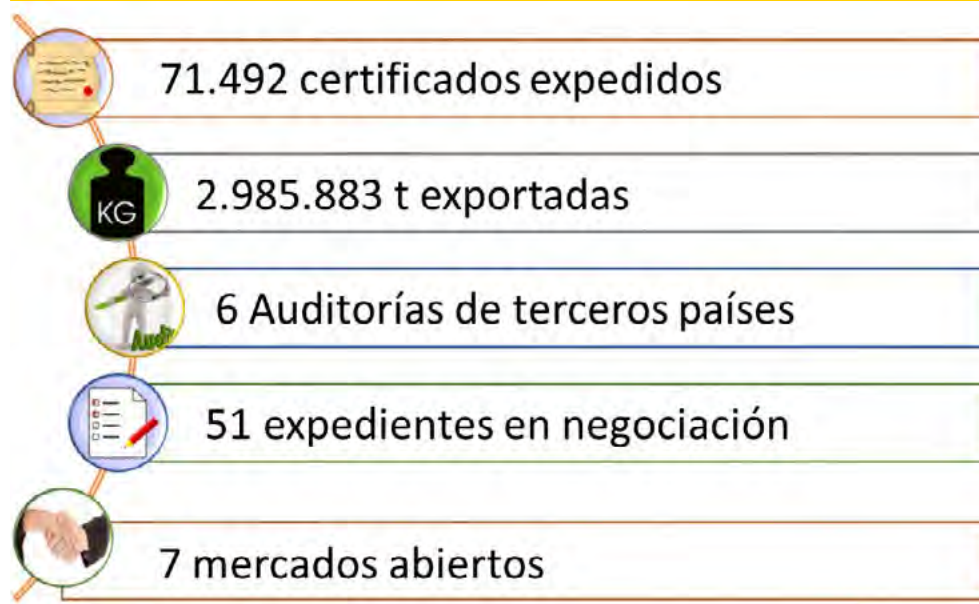 71.492 certificados expedidos
KG
2.985.883 t exportadas
Audit
6 Auditorías de terceros países
51 expedientes en negociación
7 mercados abiertos